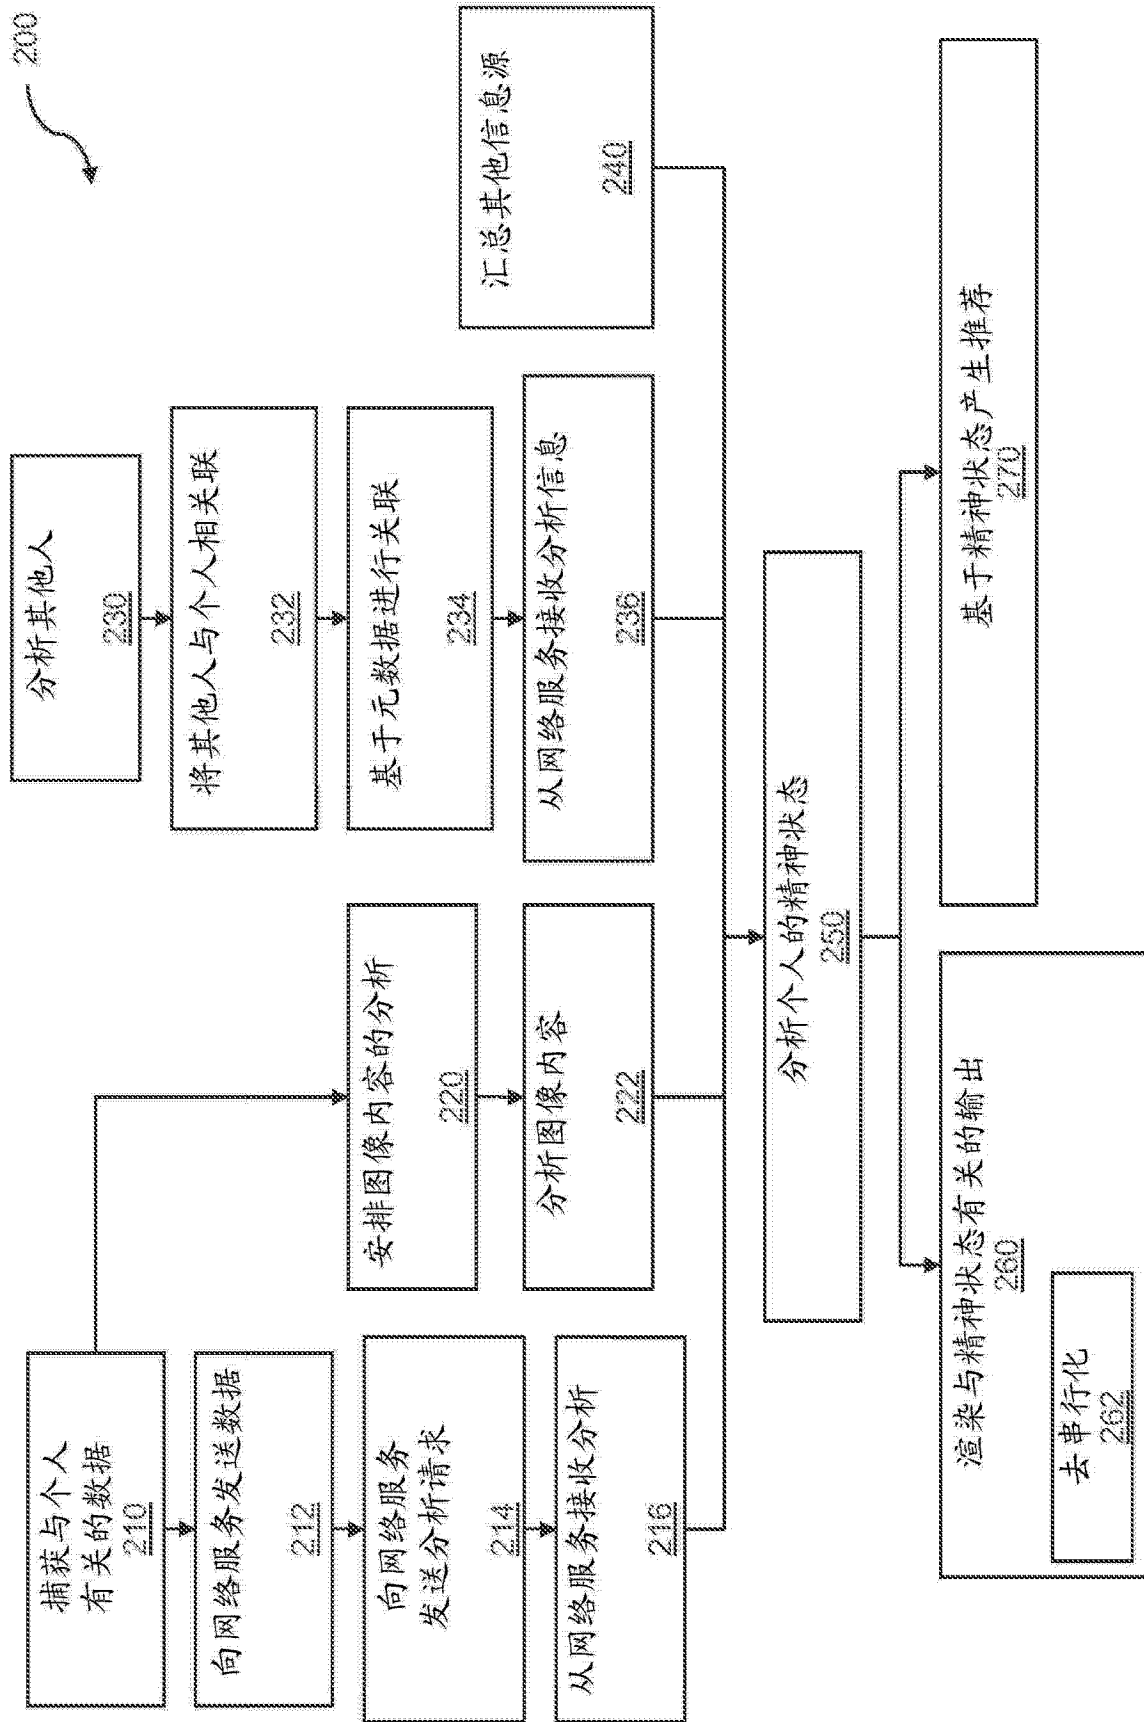 200
捕获与个人
有关的数据
210
向网络服务发送数据
212
向网络服务
发送分析请求
214
从网络服务接收分析
216
安排图像内容的分析
220
分析图像内容
222
分析其他人
230
将其他人与个人相关联
232
基于元数据进行关联
234
从网络服务接收分析信息
236
汇总其他信息源
240
分析个人的精神状态
250
渲染与精神状态有关的输出
260
去串行化
262
基于精神状态产生推荐
270